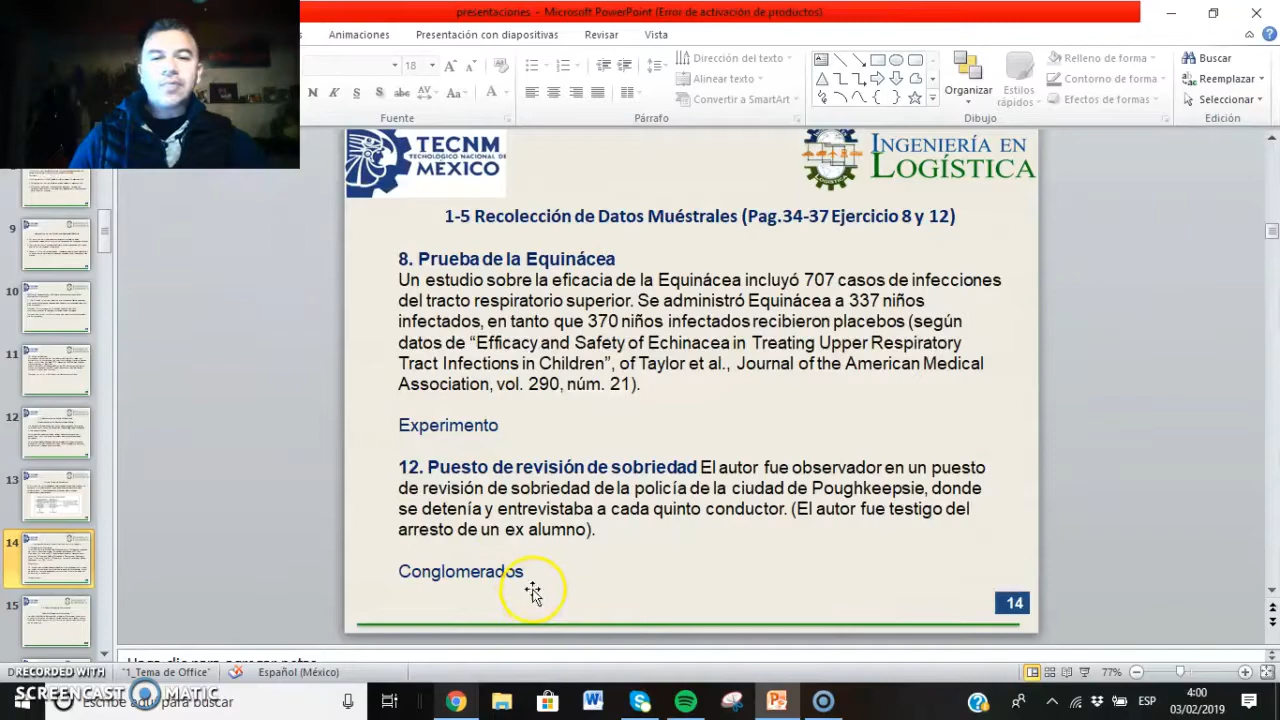 presentaciones - Microsoft PowerPoint (Error de activación de productos)
Animaciones Presentación con diapositivas Revisar Vista
18
Dirección del texto
Alinear texto
Convertir a SmartArt
N K S S abc AV Aa A
Organizar
Estilos rápidos
Relleno de forma
Contorno de forma
Efectos de formas
Buscar
Reemplazar
Seleccionar
Fuente Párrafo Dibujo Edición
TECNM
TECNOLÓGICO NACIONAL DE
MÉXICO
INGENIERÍA EN
LOGÍSTICA
LOGÍSTICA
1-5 Recolección de Datos Muéstrales (Pag.34-37 Ejercicio 8 y 12)
8. Prueba de la Equinácea
Un estudio sobre la eficacia de la Equinácea incluyó 707 casos de infecciones
del tracto respiratorio superior. Se administró Equinácea a 337 niños
infectados, en tanto que 370 niños infectados recibieron placebos (según
datos de “Efficacy and Safety of Echinacea in Treating Upper Respiratory
Tract Infections in Children”, of Taylor et al., Journal of the American Medical
Association, vol. 290, núm. 21).
Experimento
12. Puesto de revisión de sobriedad El autor fue observador en un puesto
de revisión de sobriedad de la policía de la ciudad de Poughkeepsie, donde
se detenía y entrevistaba a cada quinto conductor. (El autor fue testigo del
arresto de un ex alumno).
Conglomerados
14
9
10
11
12
13
14
15
"1_Tema de Office" Español (México) 77%
RECORDED WITH
SCREENCAST MATIC
Escribe aquí para buscar
ESP
4:00
03/02/2019